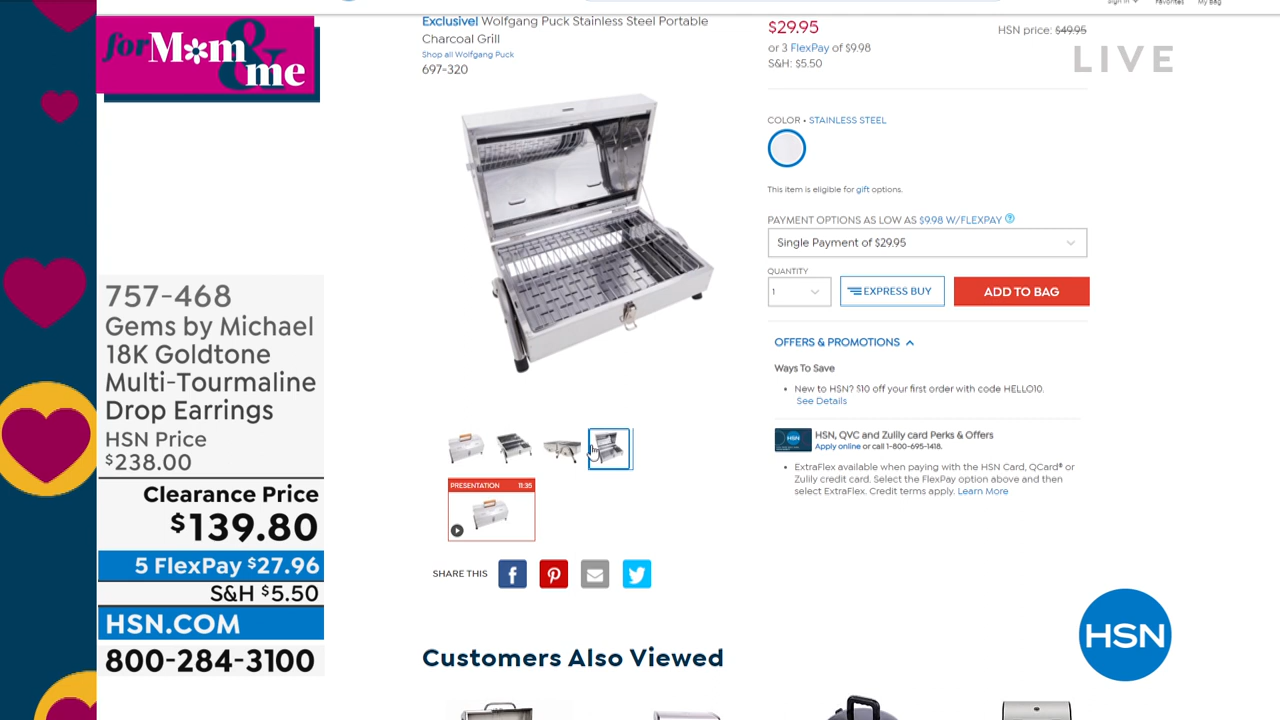 for Mom & me
757-468
Gems by Michael
18K Goldtone
Multi-Tourmaline
Drop Earrings
HSN Price
$238.00
Clearance Price
$139.80
5 FlexPay $27.96
S&H $5.50
HSN.COM
800-284-3100
Exclusive! Wolfgang Puck Stainless Steel Portable
Charcoal Grill
Shop all Wolfgang Puck
697-320
PRESENTATION 11:35
SHARE THIS
Customers Also Viewed
Sign in Favorites My Bag
$29.95
HSN price: $49.95
or 3 FlexPay of $9.98
S&H: $5.50
LIVE
COLOR • STAINLESS STEEL
This item is eligible for gift options.
PAYMENT OPTIONS AS LOW AS $9.98 W/FLEXPAY ?
Single Payment of $29.95
QUANTITY
1
EXPRESS BUY
ADD TO BAG
OFFERS & PROMOTIONS
Ways To Save
• New to HSN? $10 off your first order with code HELLO10.
See Details
HSN
HSN, QVC and Zulily card Perks & Offers
Apply online or call 1-800-695-1418.
• ExtraFlex available when paying with the HSN Card, QCard® or
Zulily credit card. Select the FlexPay option above and then
select ExtraFlex. Credit terms apply. Learn More
HSN